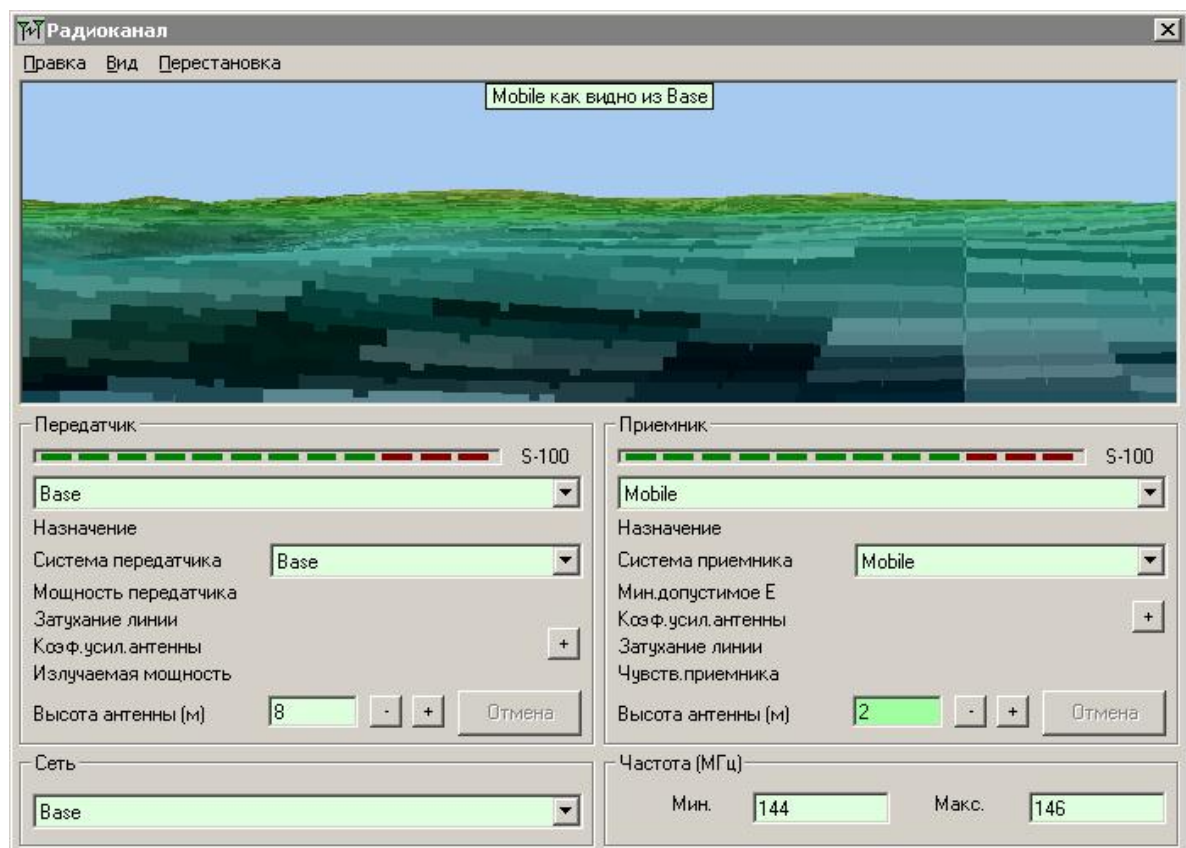 Радиоканал
Правка Вид Перестановка
Mobile как видно из Base
Передатчик
S-100
Base
Назначение
Система передатчика Base
Мощность передатчика
Затухание линии
Коэф.усил.антенны +
Излучаемая мощность
Высота антенны (м) 8 - + Отмена
Приемник
S-100
Mobile
Назначение
Система приемника Mobile
Мин.допустимое E
Коэф.усил.антенны +
Затухание линии
Чувств.приемника
Высота антенны (м) 2 - + Отмена
Сеть
Base
Частота (МГц)
Мин. 144 Макс. 146